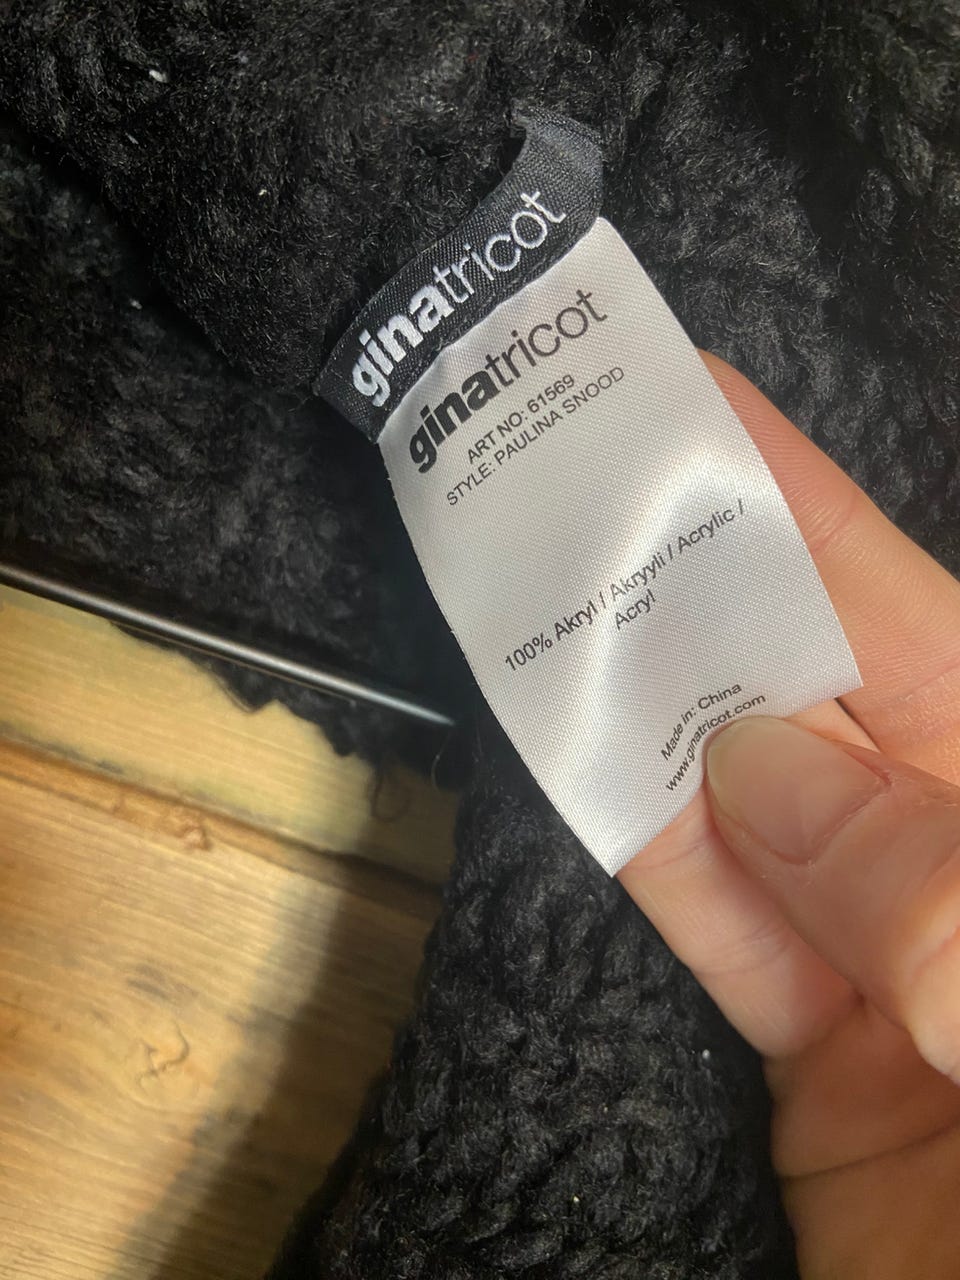 ginatricot
ginatricot
ART NO: 61569
STYLE: PAULINA SNOOD
100% Akryl / Akryyli / Acrylic /
Acryl
Made in: China
www.ginatricot.com